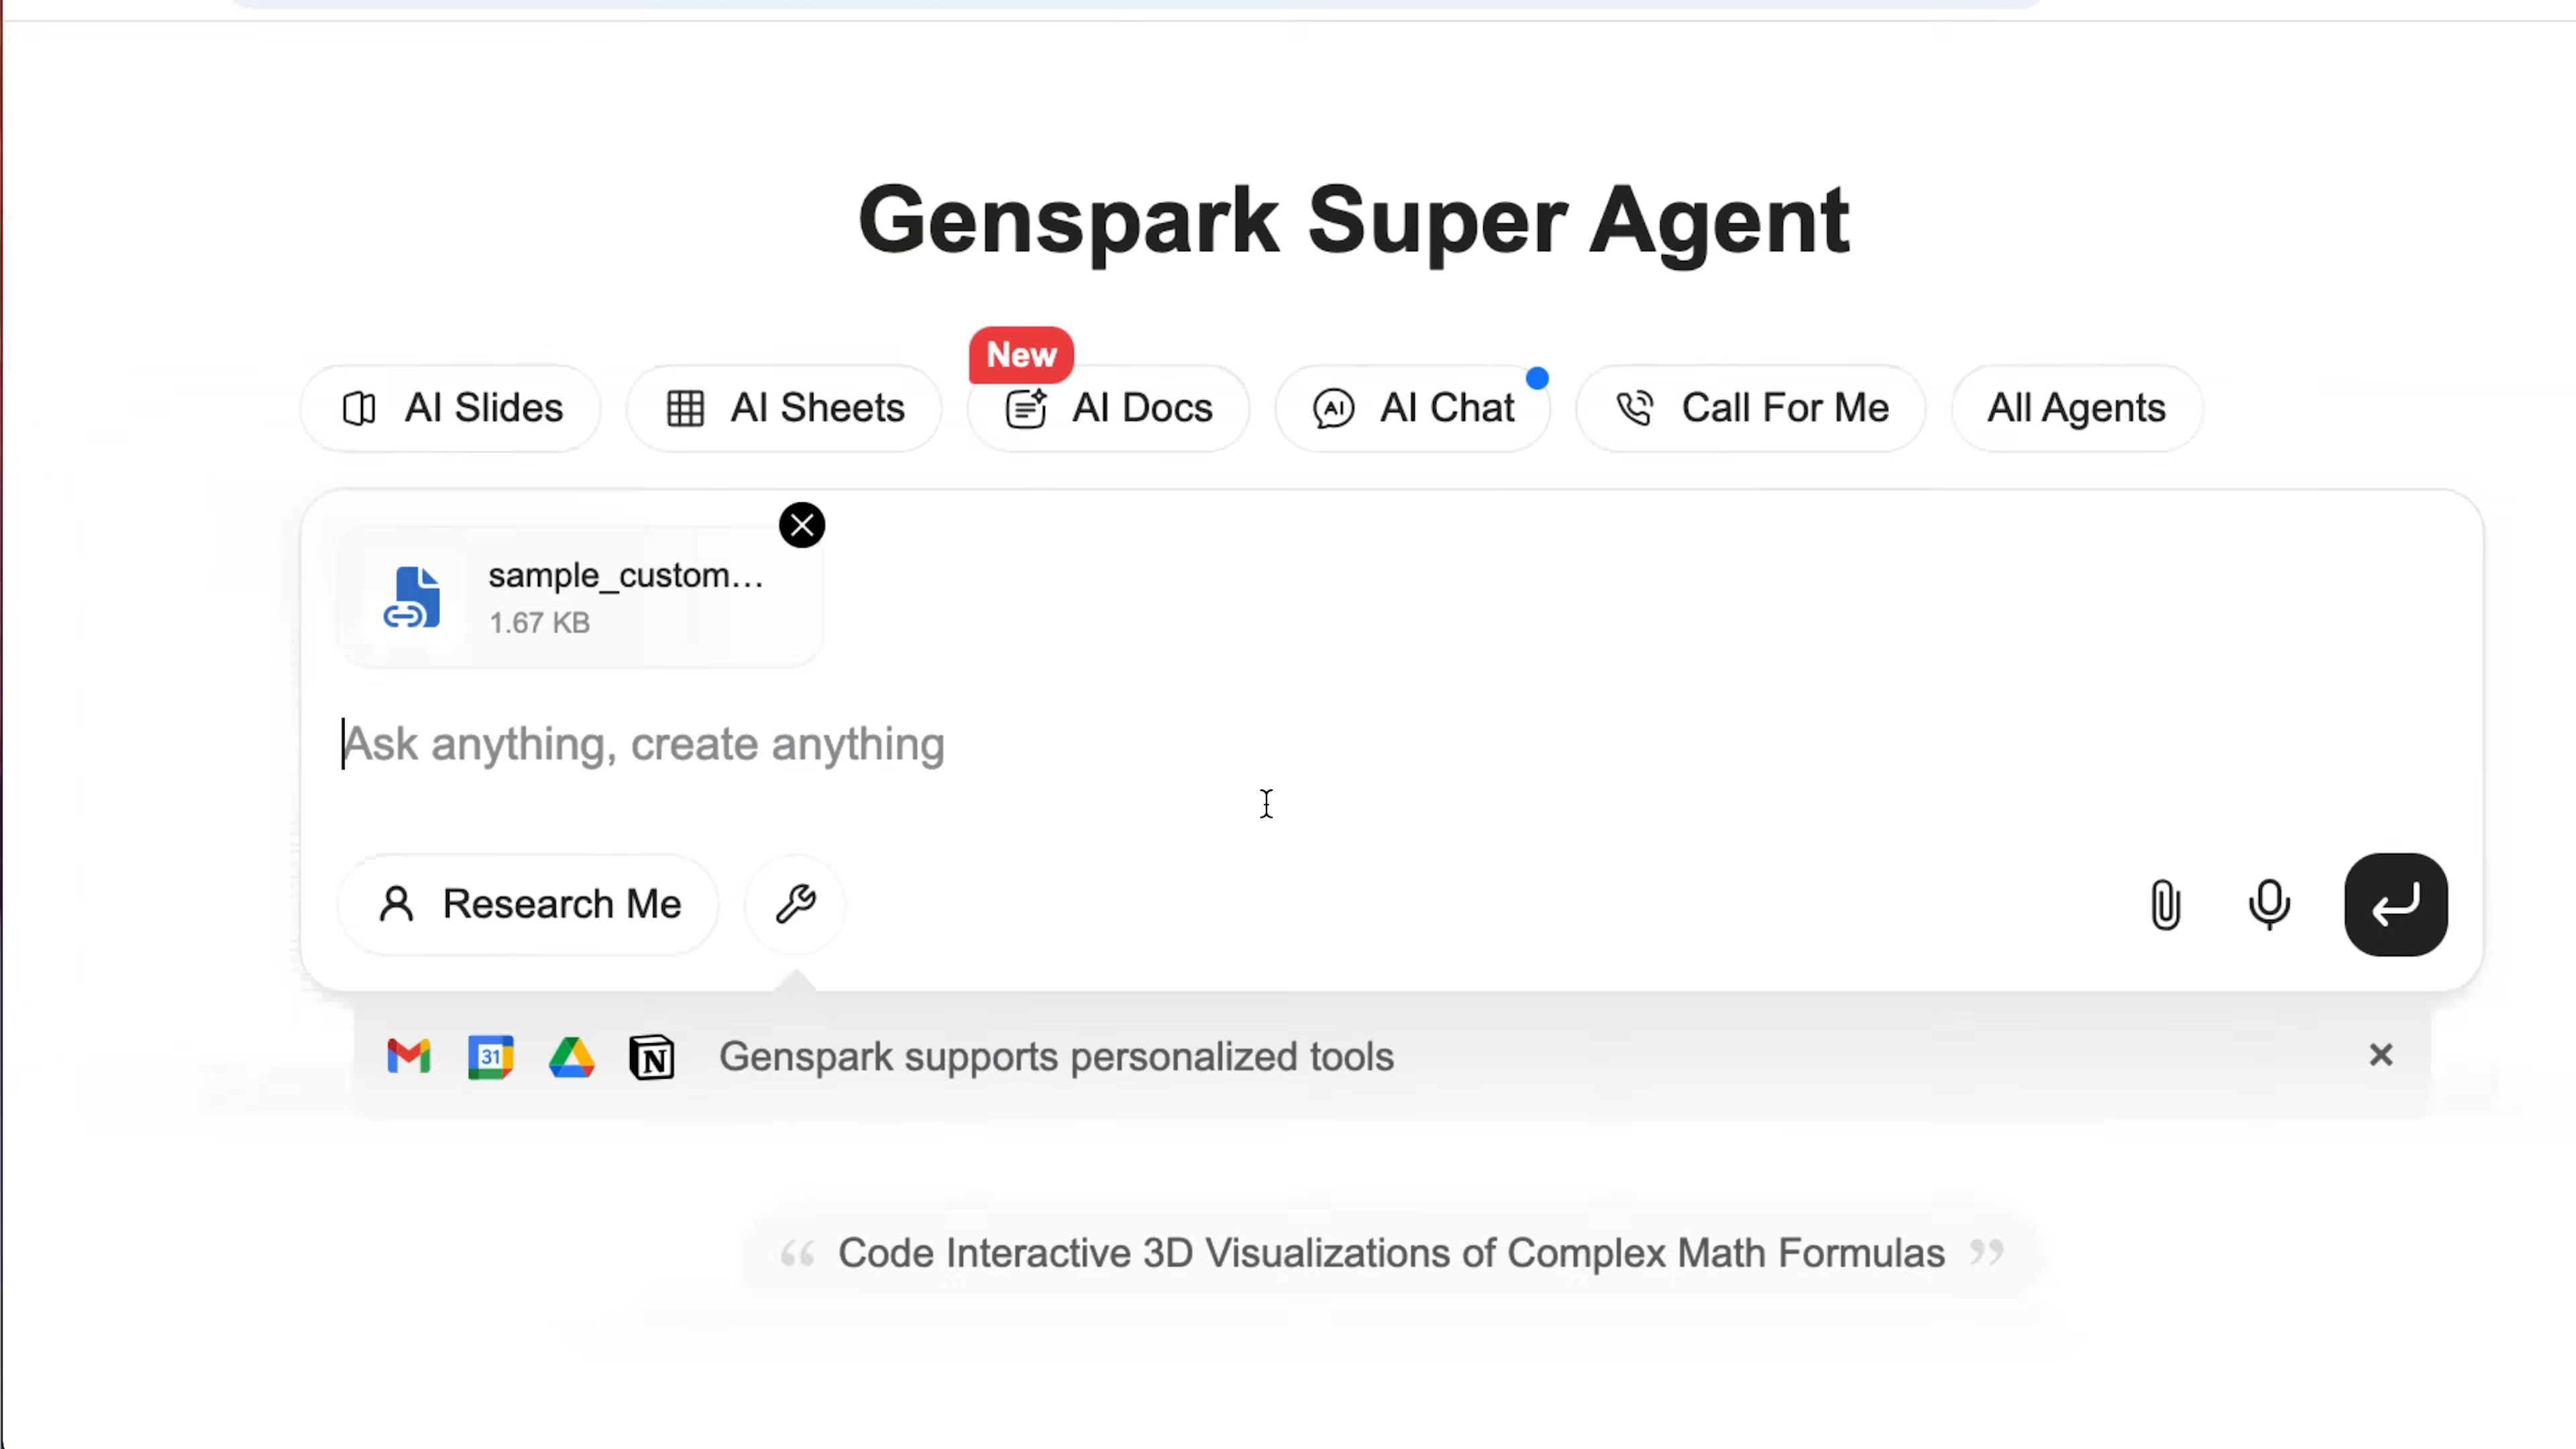 Genspark Super Agent
New
AI Slides
AI Sheets
AI Docs
AI Chat
Call For Me
All Agents
sample_custom...
1.67 KB
Ask anything, create anything
Research Me
Genspark supports personalized tools
“ Code Interactive 3D Visualizations of Complex Math Formulas ”